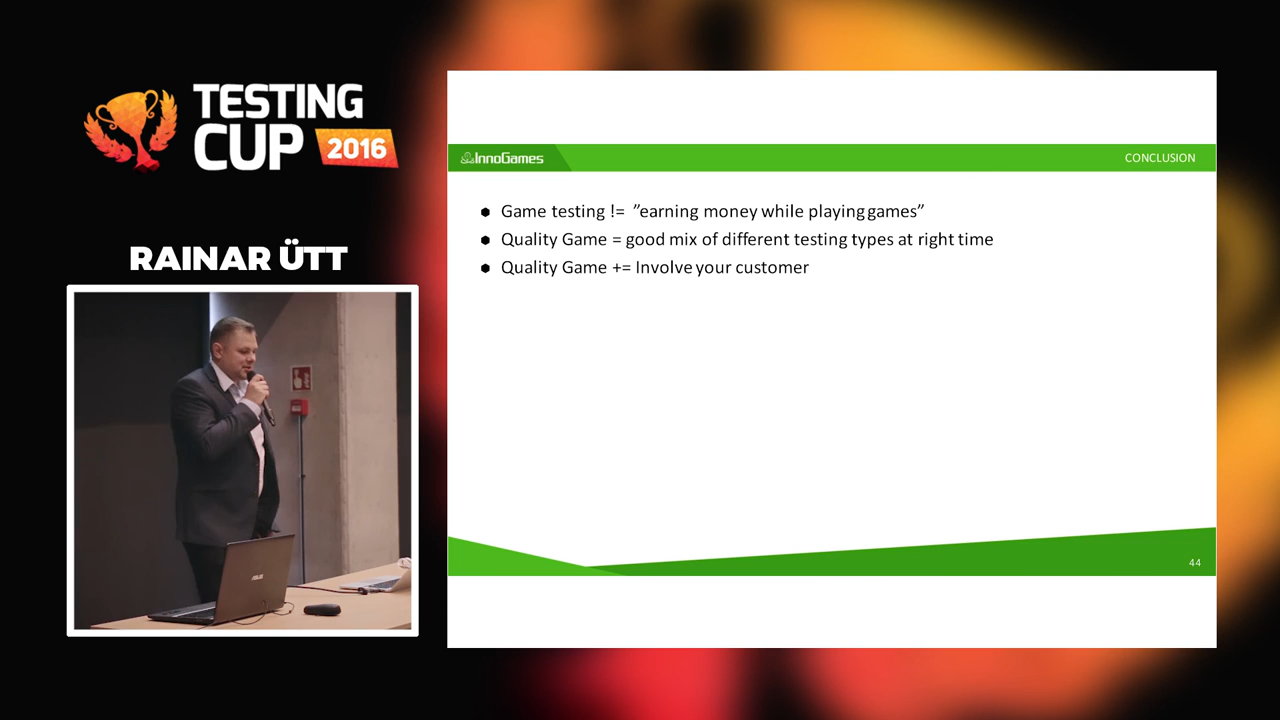 TESTING
CUP 2016
RAINAR ÜTT
InnoGames
CONCLUSION
Game testing != ”earning money while playing games”
Quality Game = good mix of different testing types at right time
Quality Game += Involve your customer
44
ASUS